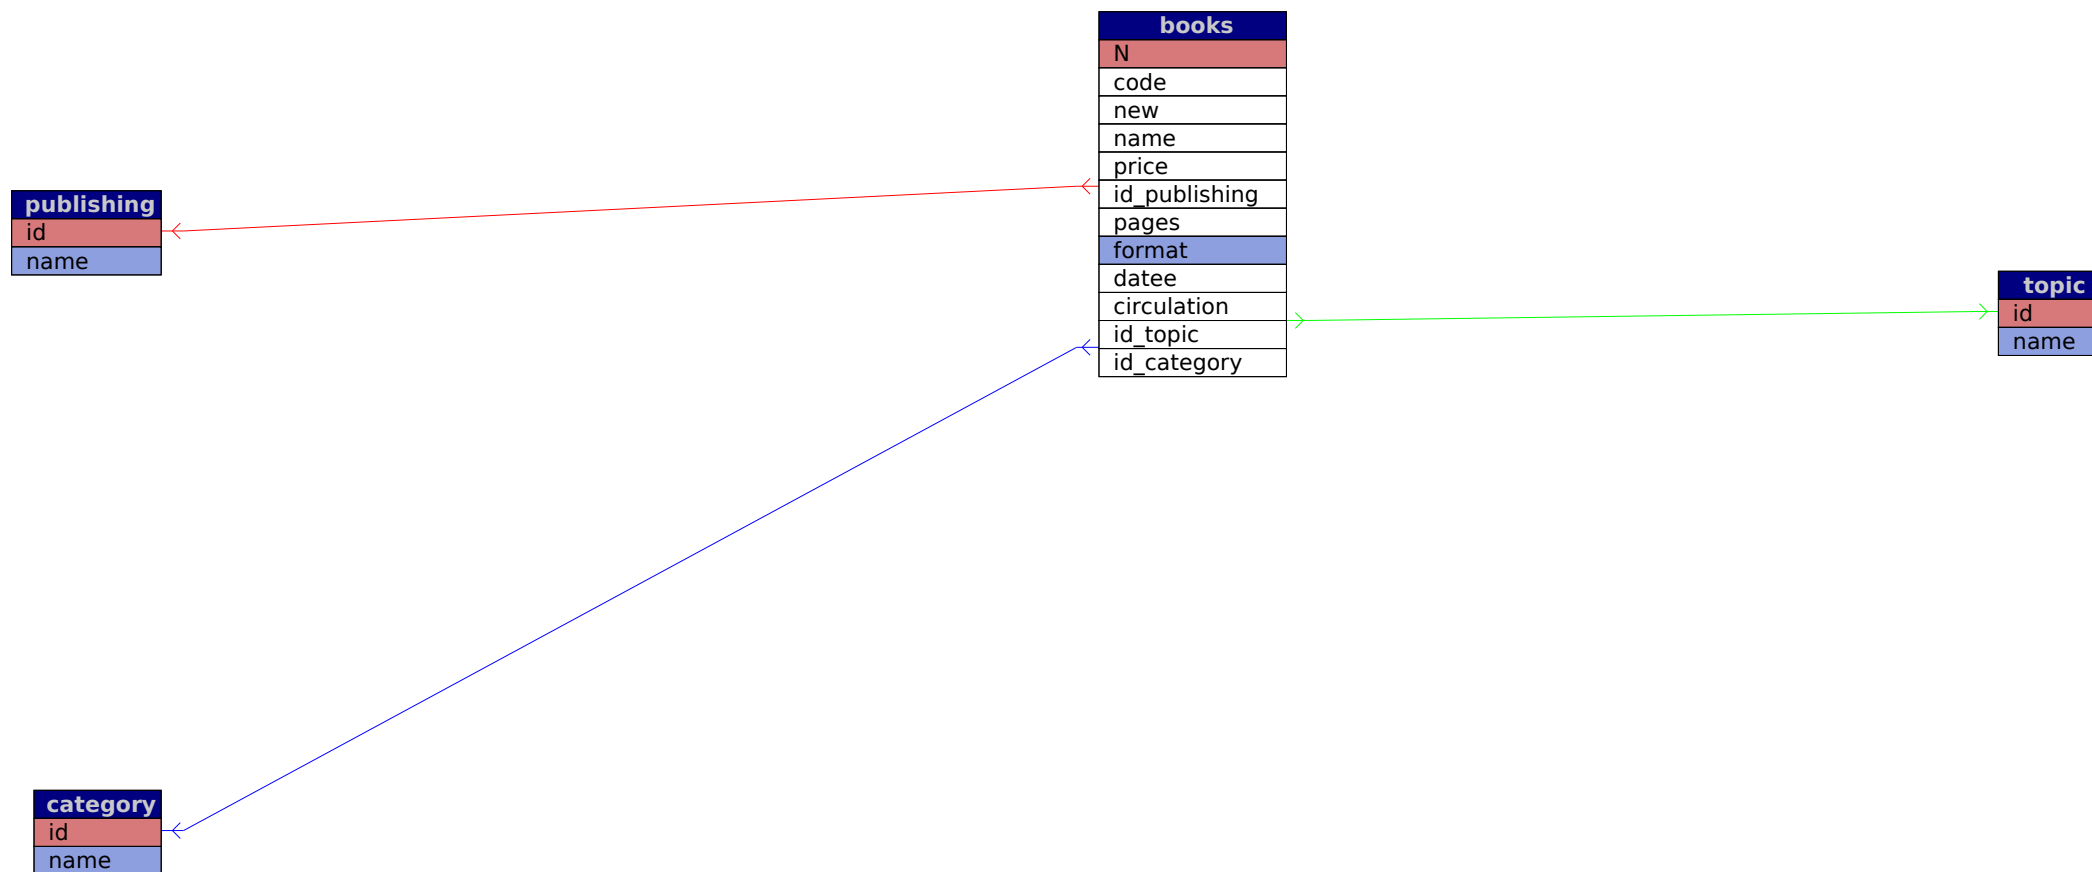 books
N
code
new
name
price
id_publishing
pages
format
datee
circulation
id_topic
id_category
publishing
id
name
topic
id
name
category
id
name